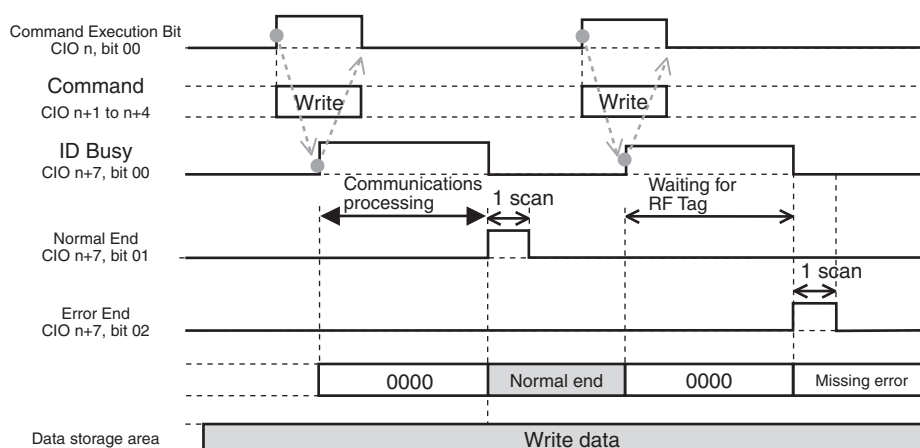 Command Execution Bit
CIO n, bit 00
Command
CIO n+1 to n+4
Write
Write
ID Busy
CIO n+7, bit 00
Communications
processing
1 scan
Waiting for
RF Tag
Normal End
CIO n+7, bit 01
1 scan
Error End
CIO n+7, bit 02
0000
Normal end
0000
Missing error
Data storage area
Write data